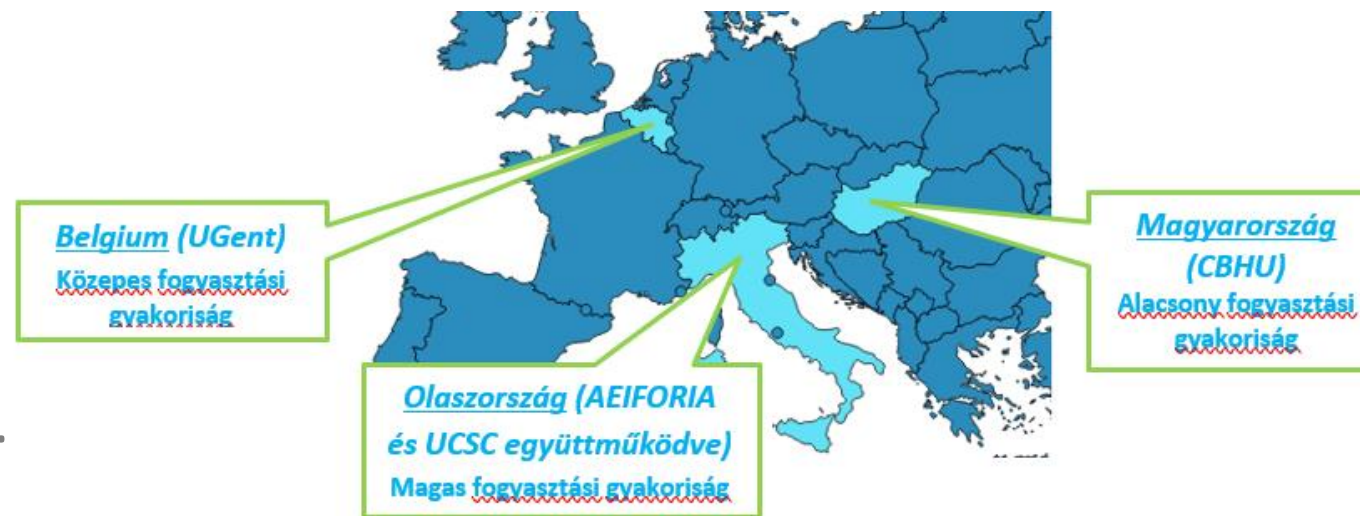 Belgium (UGent)
Közepes fogyasztási
gyakoriság
Olaszország (AEIFORIA
és UCSC együttműködve)
Magas fogyasztási gyakoriság
Magyarország
(CBHU)
Alacsony fogyasztási
gyakoriság